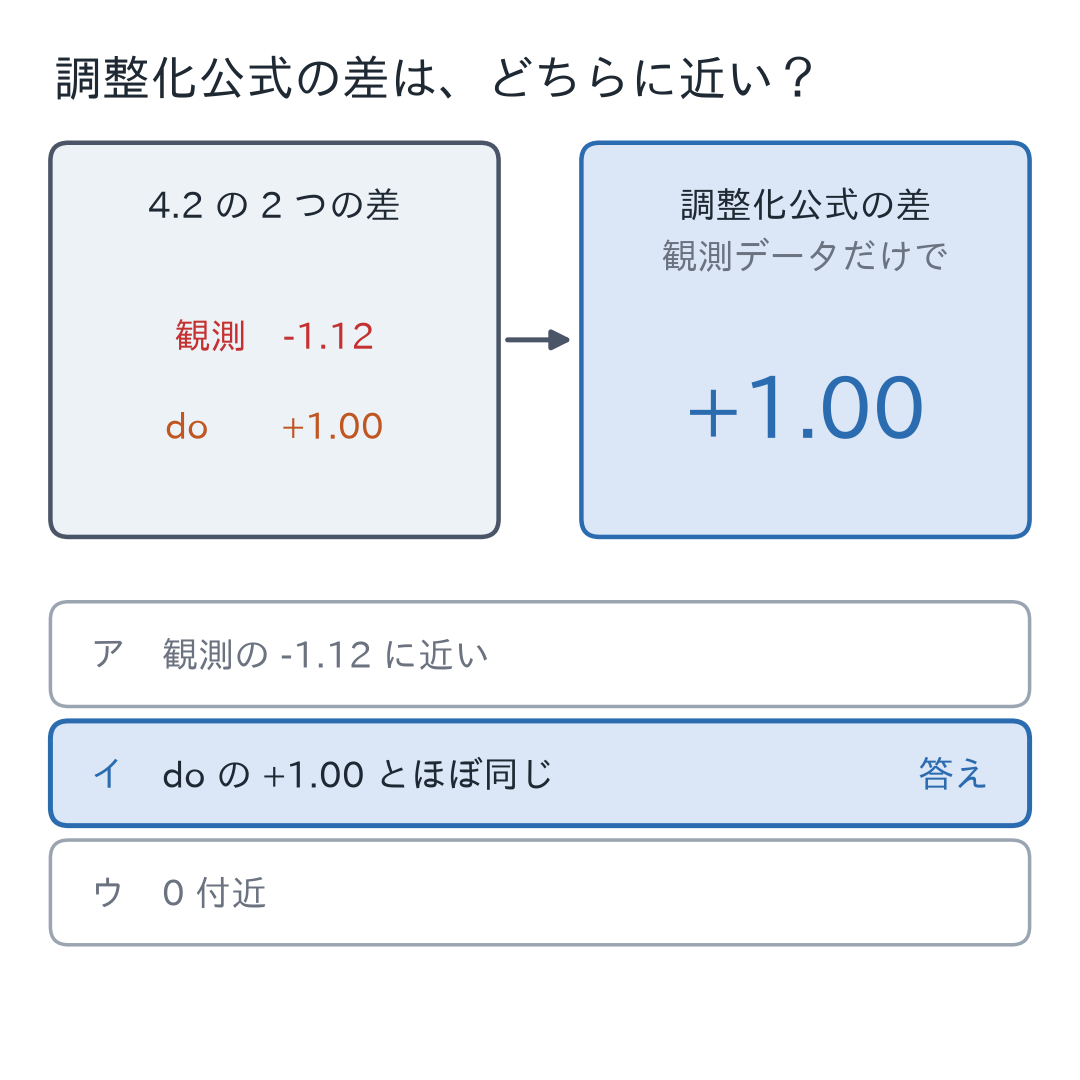 調整化公式の差は、どちらに近い？
4.2 の 2 つの差
観測 -1.12
do +1.00
調整化公式の差
観測データだけで
+1.00
ア 観測の -1.12 に近い
イ do の +1.00 とほぼ同じ 答え
ウ 0 付近